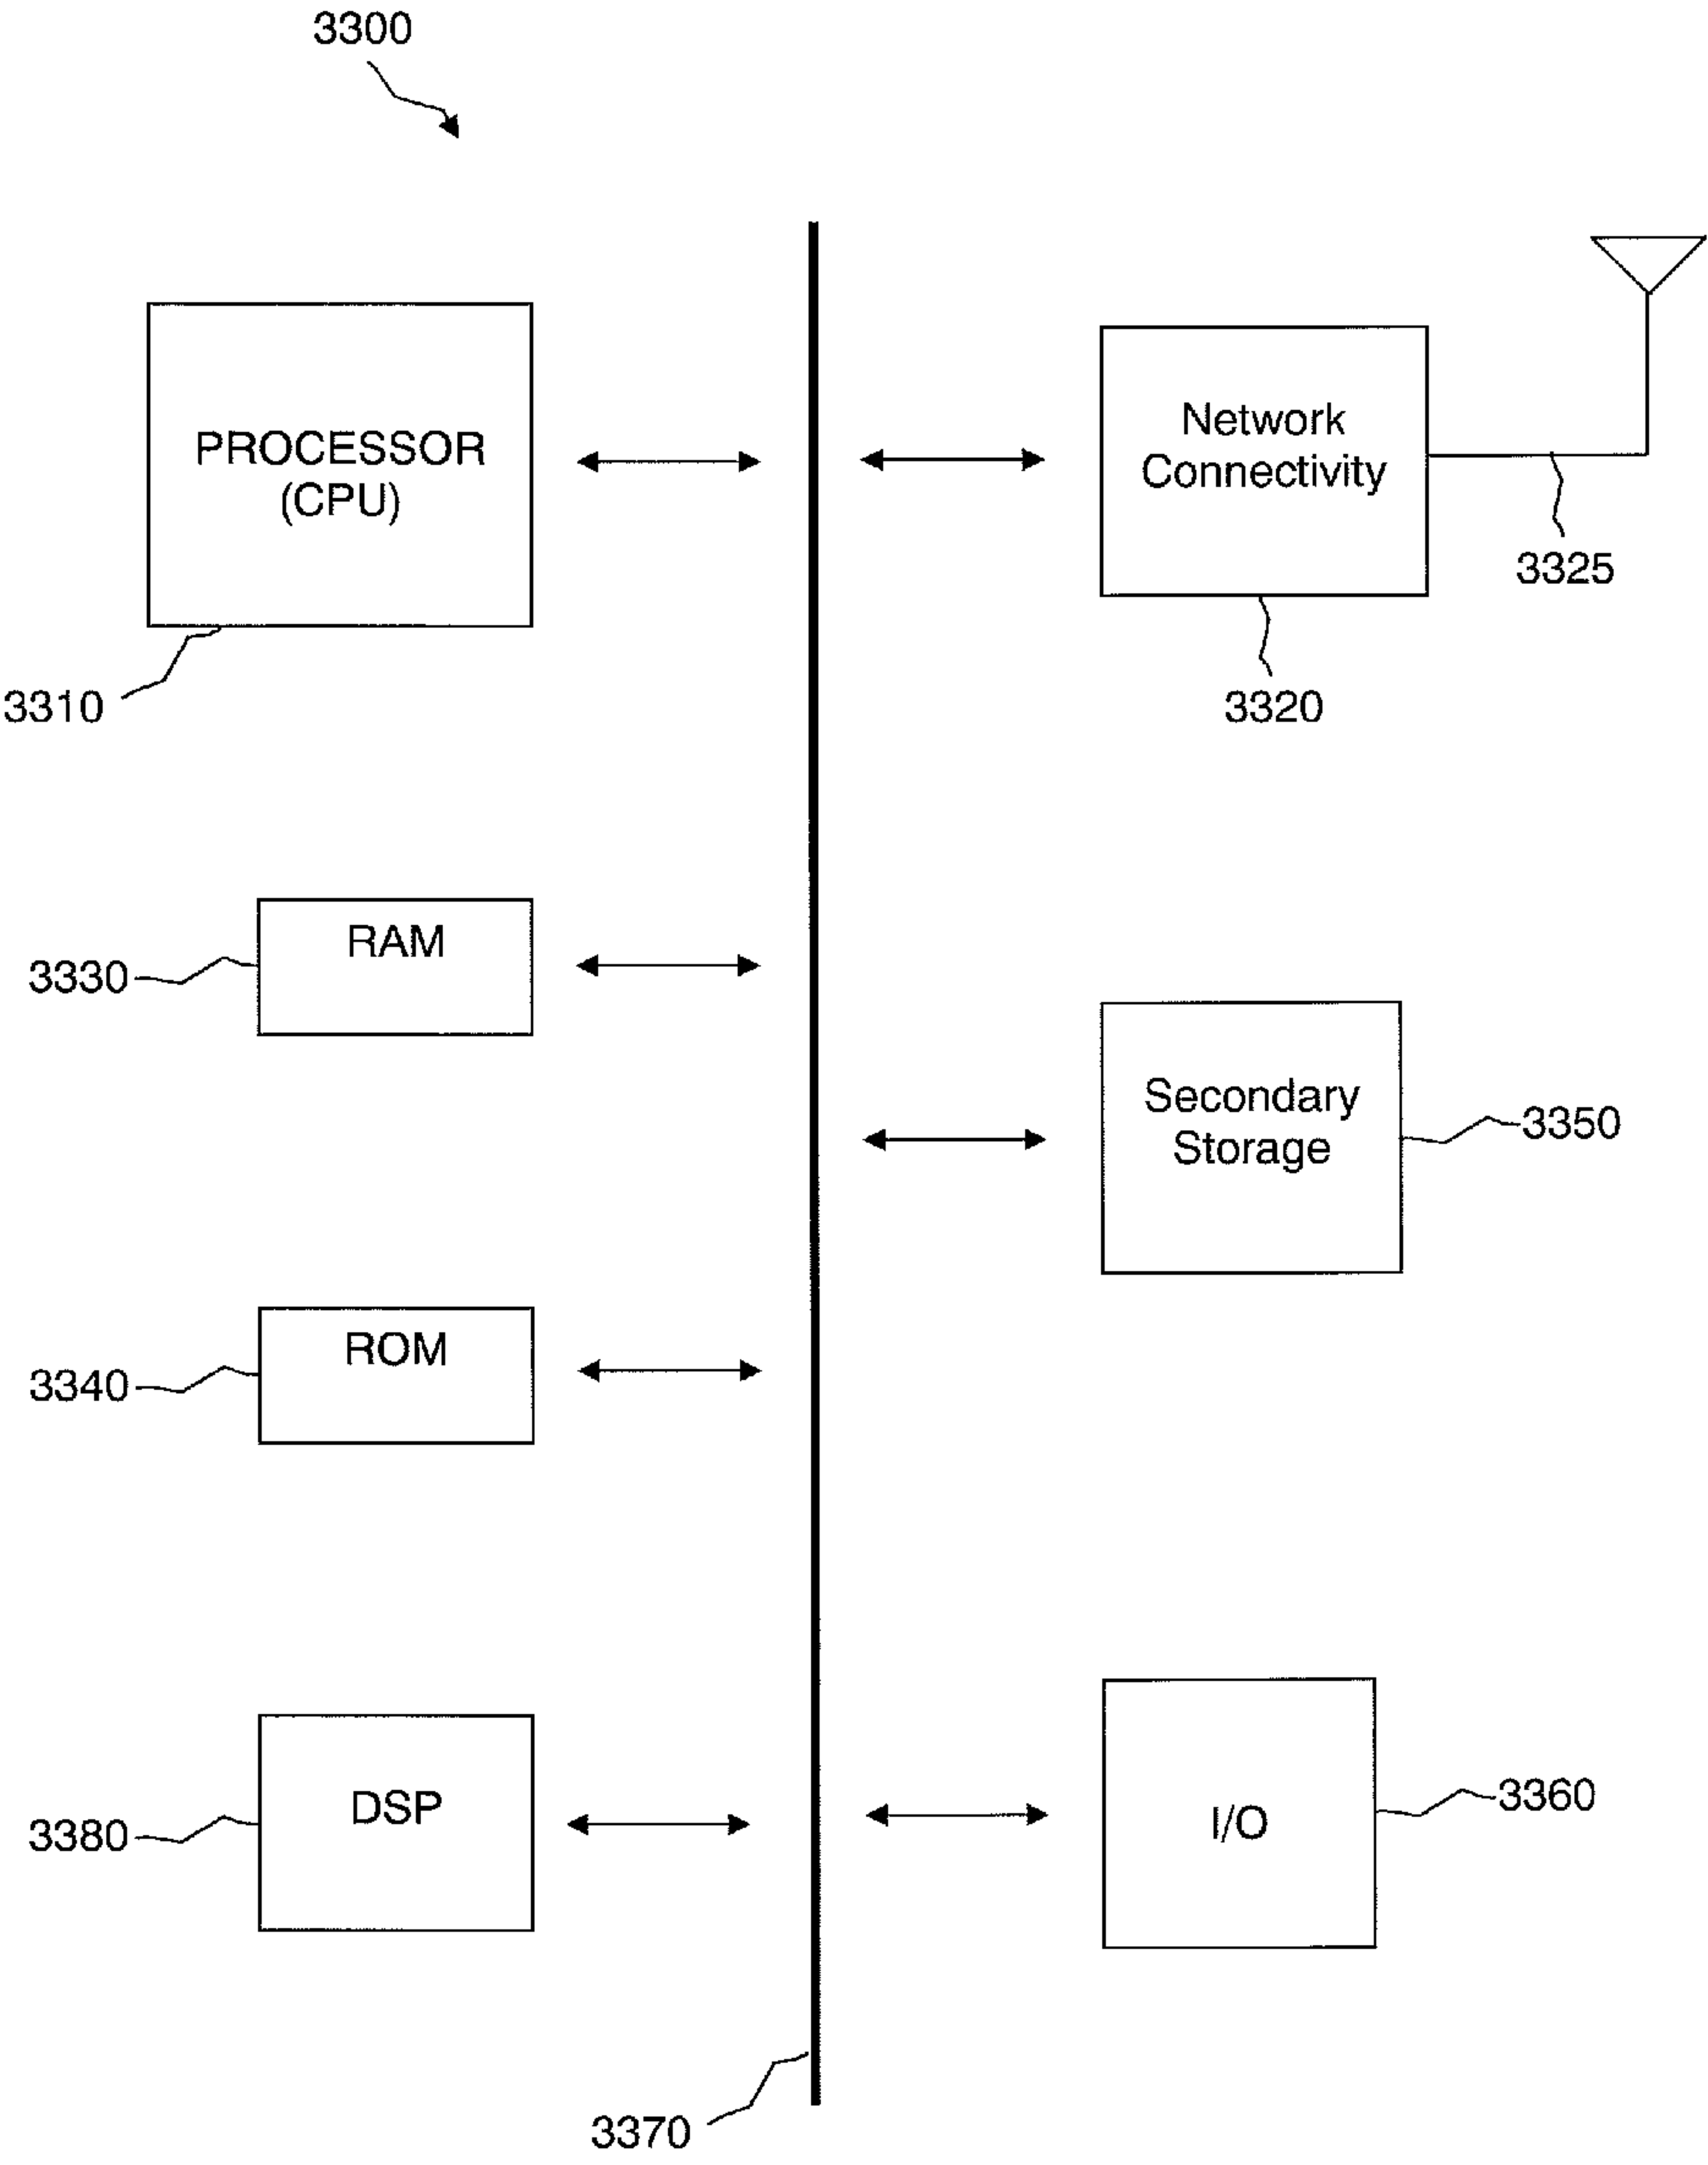 3300
PROCESSOR
(CPU)
3310
Network
Connectivity
3325
3320
RAM
3330
Secondary
Storage
3350
ROM
3340
DSP
3380
I/O
3360
3370